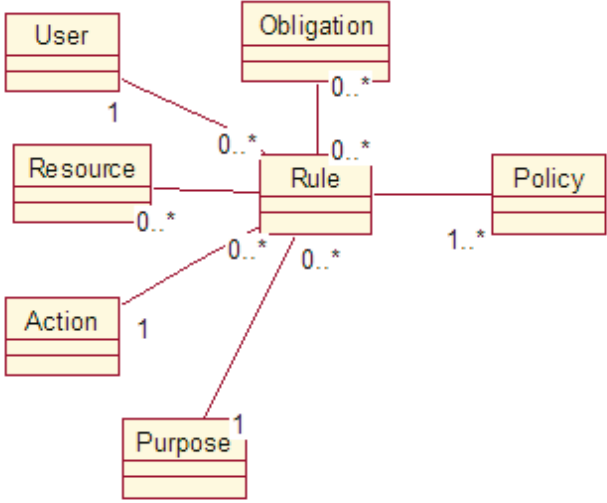 User
Obligation
1
0..*
0..*
0..*
Resource
Rule
Policy
0..*
0..*
0..*
1..*
Action
1
1
Purpose